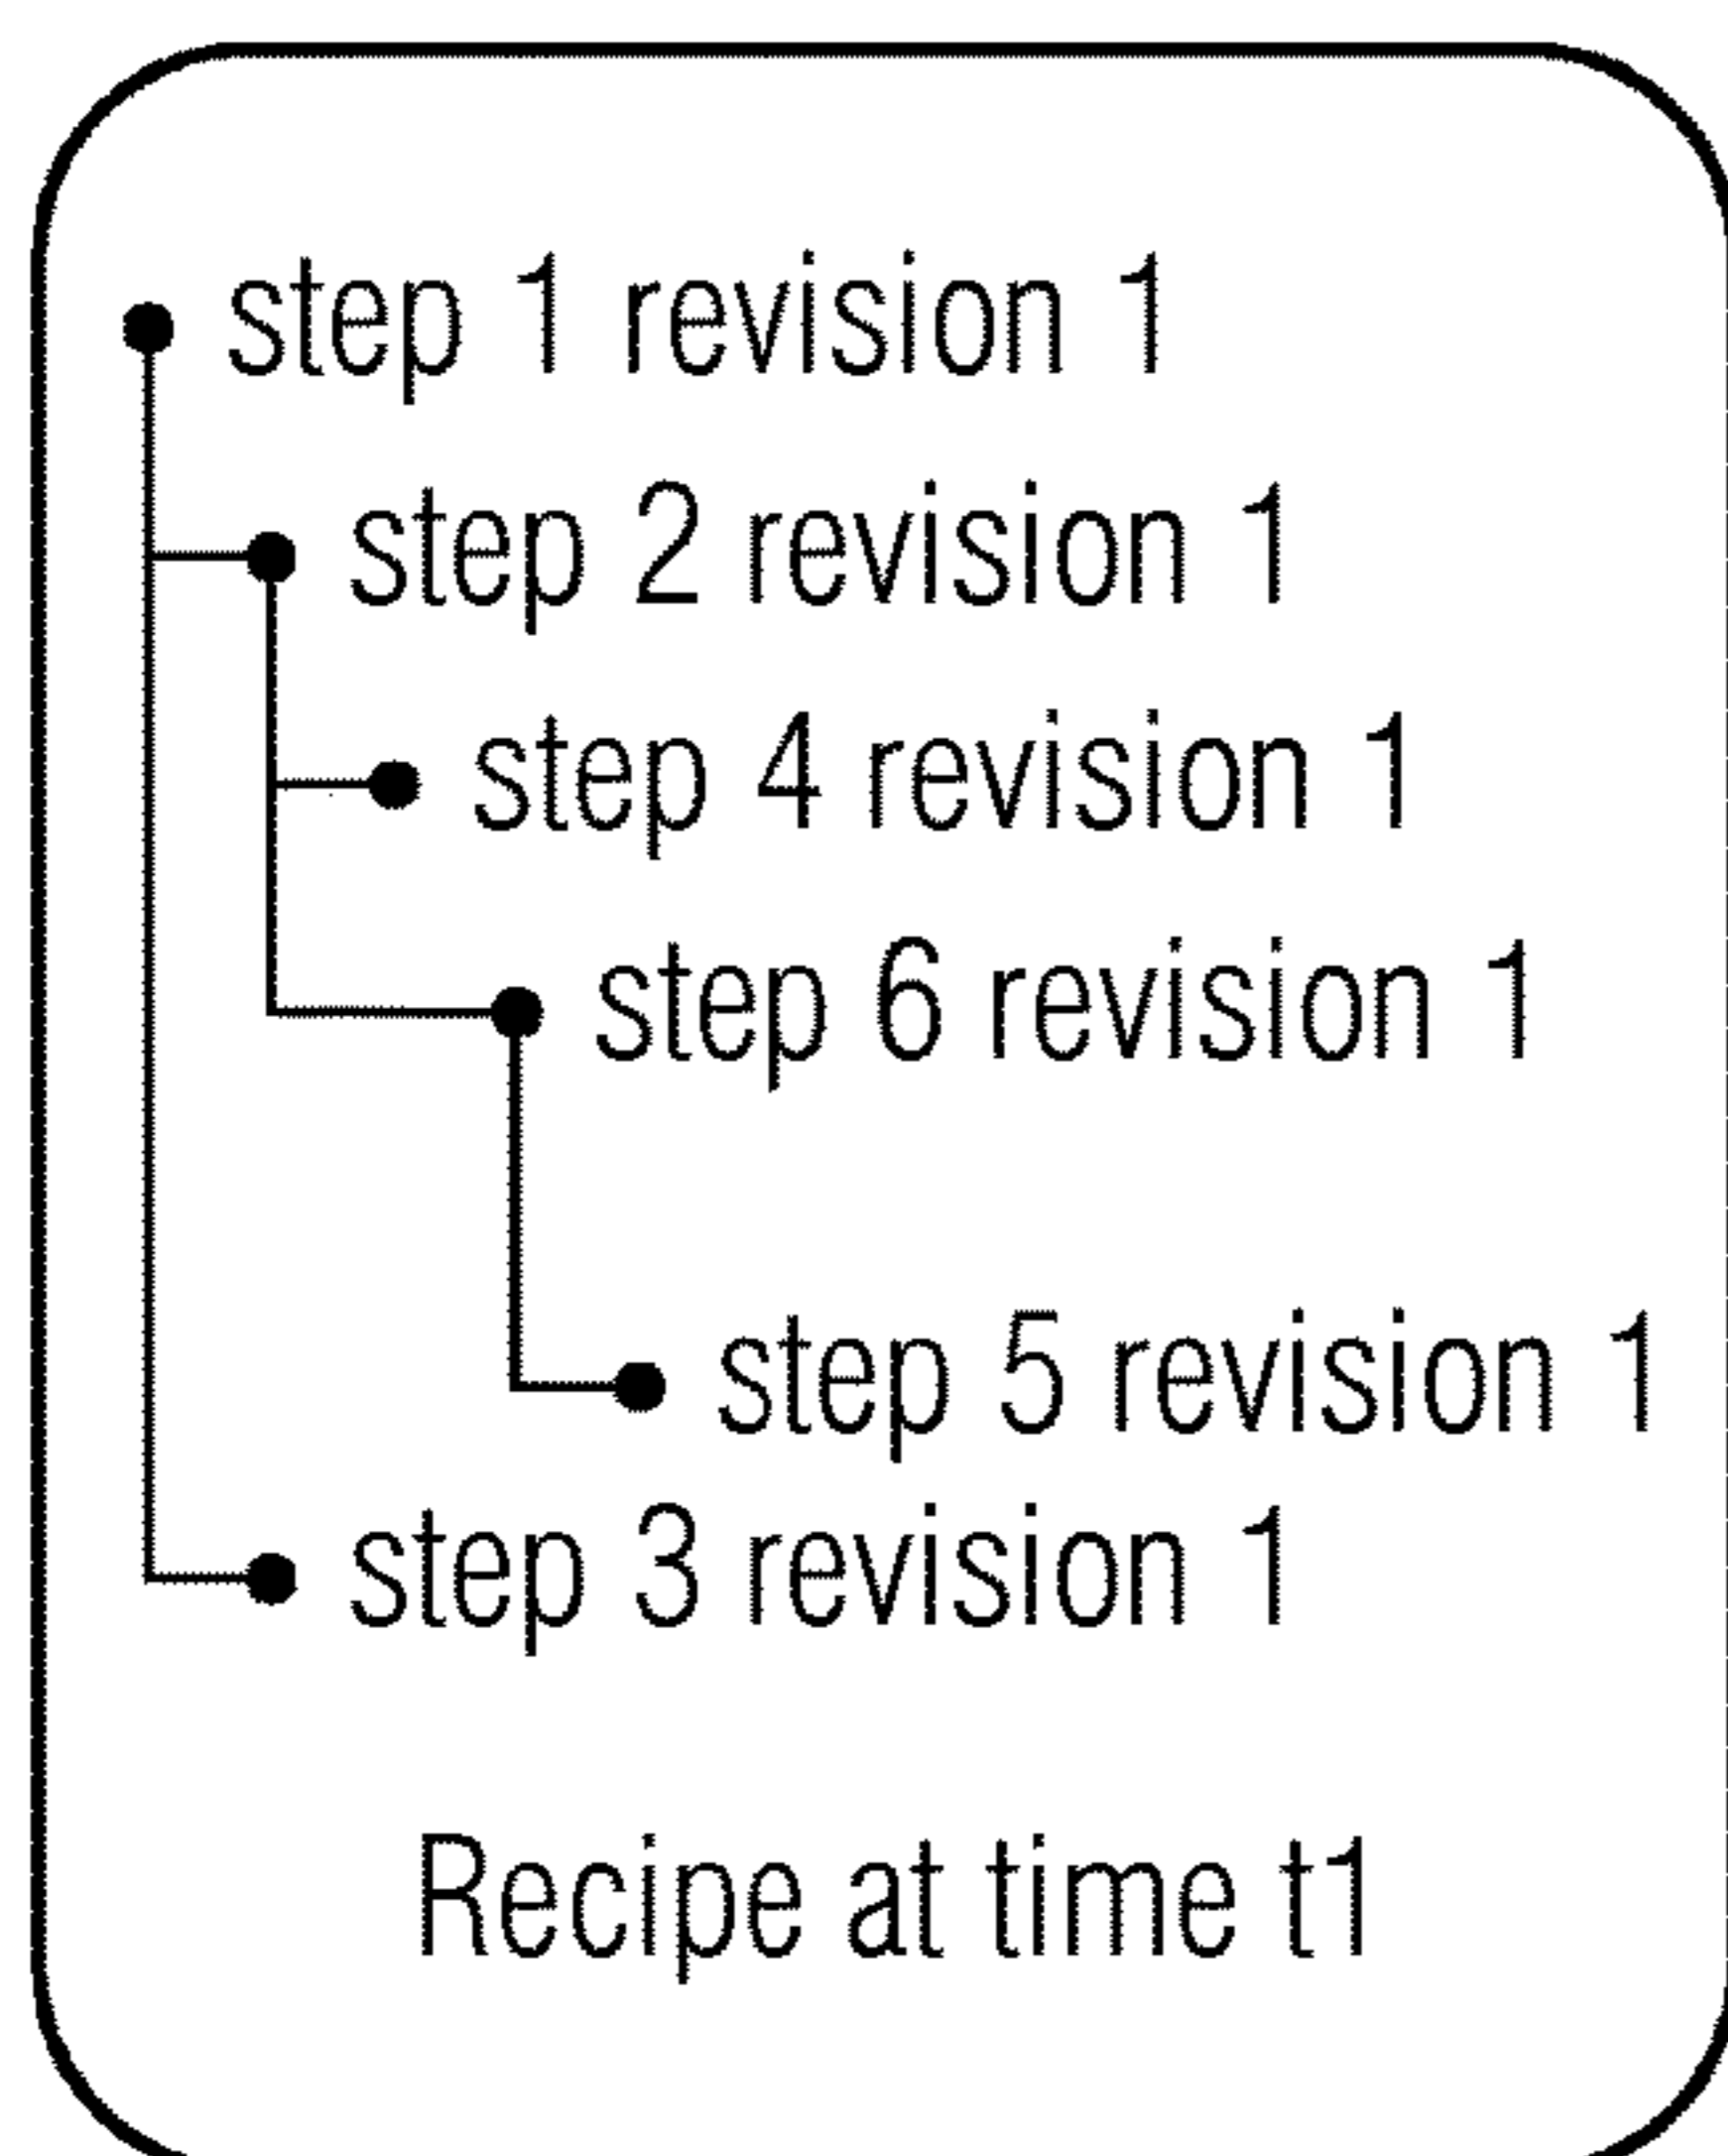 step 1 revision 1
step 2 revision 1
step 4 revision 1
step 6 revision 1
step 5 revision 1
step 3 revision 1
Recipe at time t1